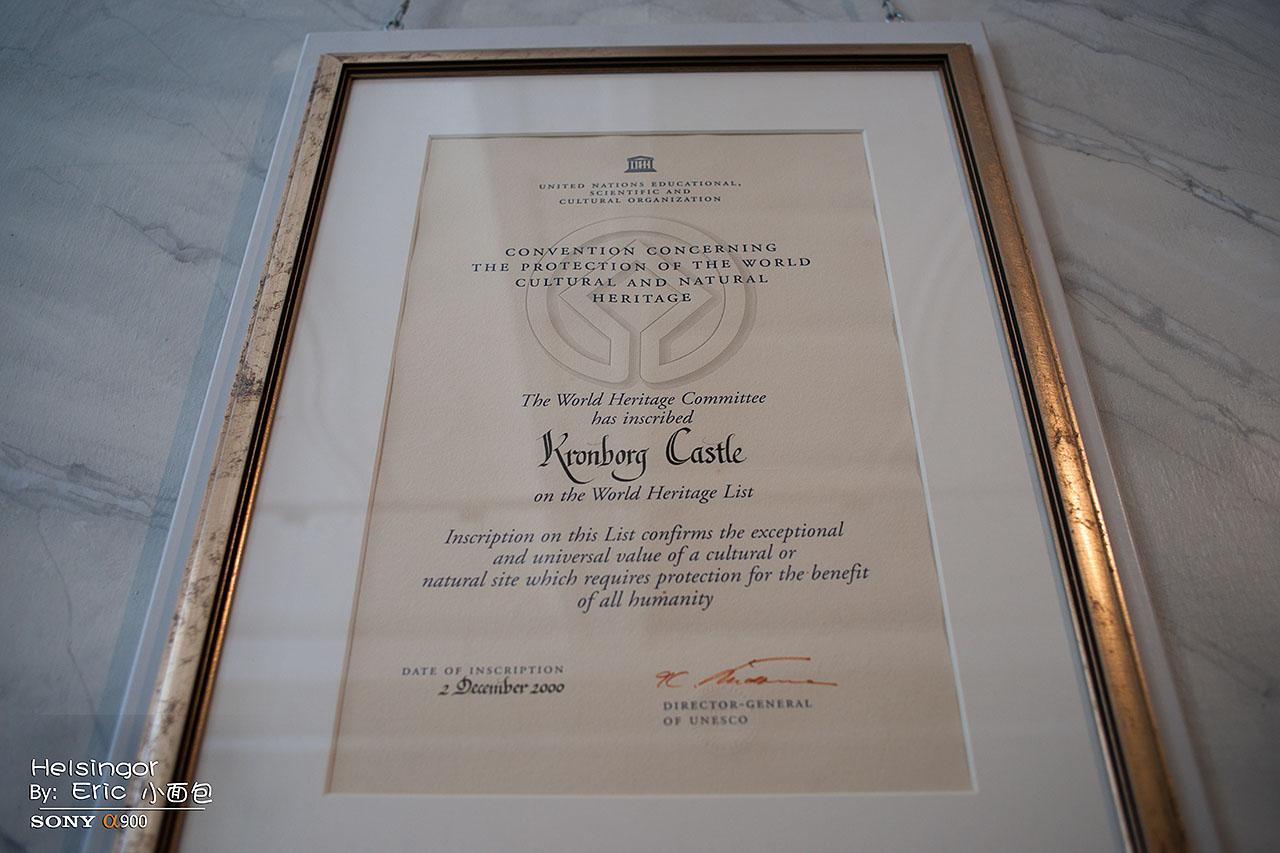 UNITED NATIONS EDUCATIONAL,
SCIENTIFIC AND
CULTURAL ORGANIZATION
CONVENTION CONCERNING
THE PROTECTION OF THE WORLD
CULTURAL AND NATURAL
HERITAGE
The World Heritage Committee
has inscribed
Kronborg Castle
on the World Heritage List
Inscription on this List confirms the exceptional
and universal value of a cultural or
natural site which requires protection for the benefit
of all humanity
DATE OF INSCRIPTION
2 December 2000
DIRECTOR-GENERAL
OF UNESCO
Helsingor
By: Eric 小面包
SONY α900